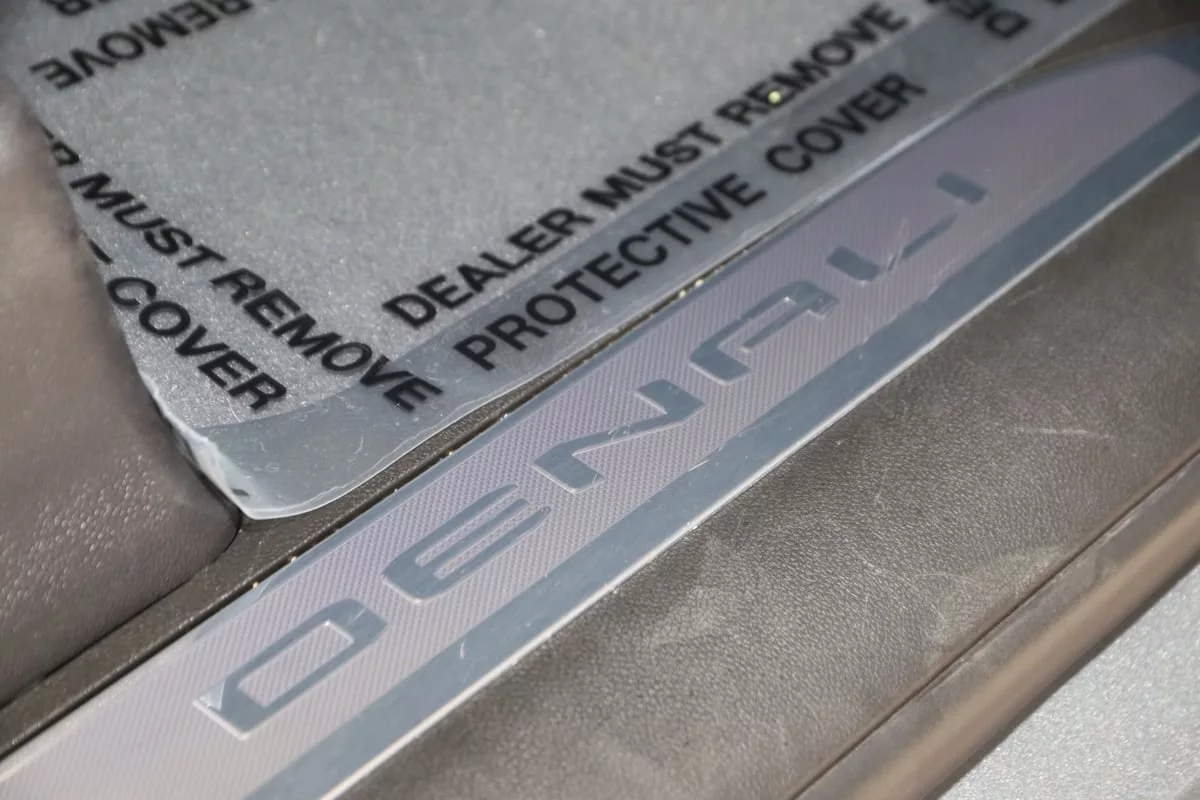 REMOVE
DEALER MUST REMOVE
PROTECTIVE COVER
MUST REMOVE
COVER
DENALI